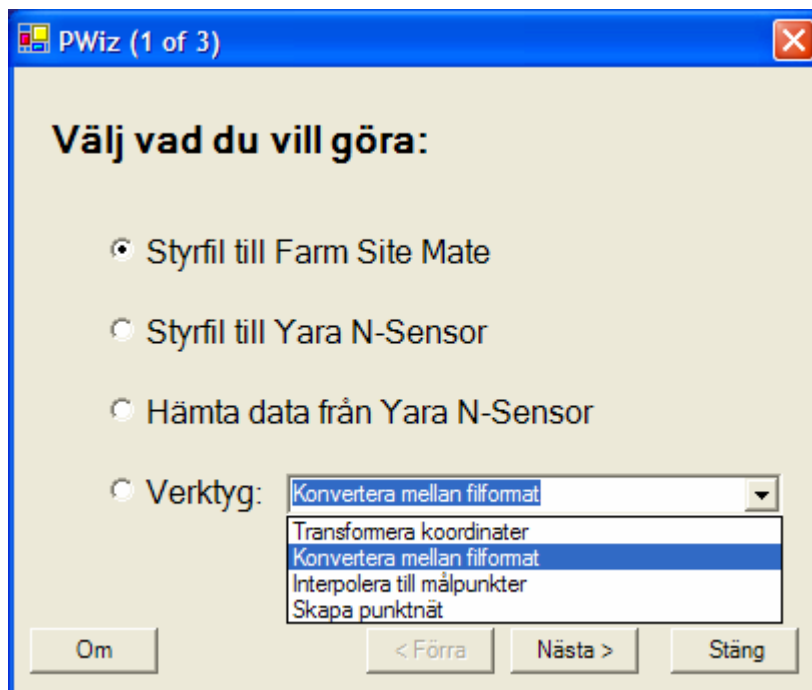 PWiz (1 of 3)
Välj vad du vill göra:
Styrfil till Farm Site Mate
Styrfil till Yara N-Sensor
Hämta data från Yara N-Sensor
Verktyg: Konvertera mellan filformat
Transformera koordinater
Konvertera mellan filformat
Interpolera till målpunkter
Skapa punktnät
Om < Förra Nästa > Stäng